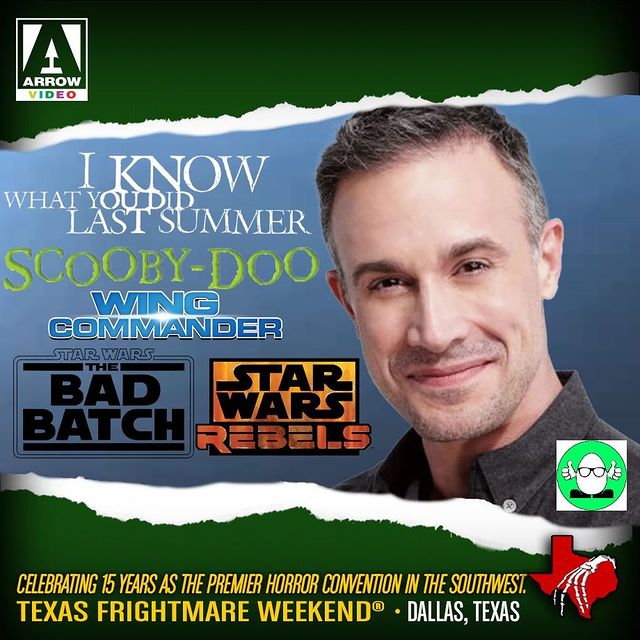 A
ARROW
VIDEO
I KNOW
WHAT YOU DID
LAST SUMMER
SCOOBY-DOO
WING
COMMANDER
STAR WARS
THE
BAD
BATCH
STAR
WARS
REBELS
CELEBRATING 15 YEARS AS THE PREMIER HORROR CONVENTION IN THE SOUTHWEST.
TEXAS FRIGHTMARE WEEKEND® · DALLAS, TEXAS